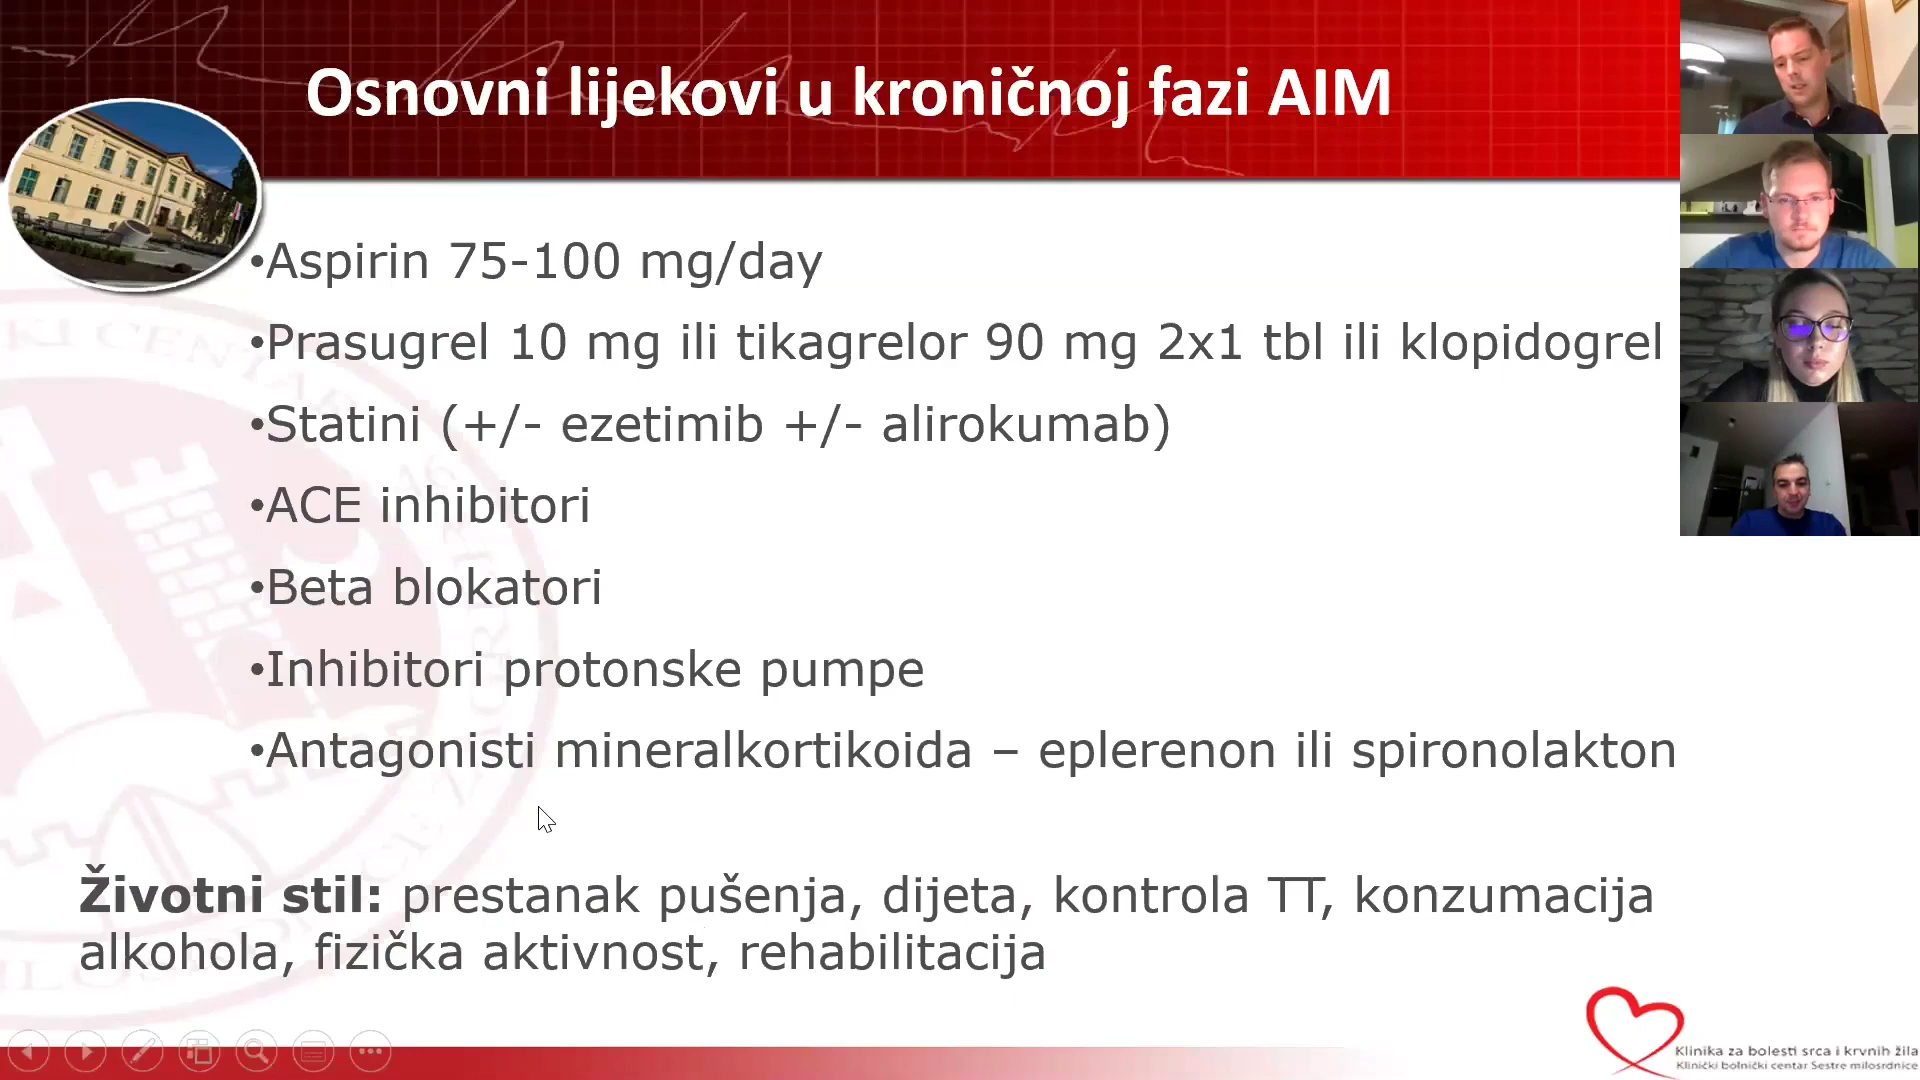 Osnovni lijekovi u kroničnoj fazi AIM
•Aspirin 75-100 mg/day
•Prasugrel 10 mg ili tikagrelor 90 mg 2x1 tbl ili klopidogrel
•Statini (+/- ezetimib +/- alirokumab)
•ACE inhibitori
•Beta blokatori
•Inhibitori protonske pumpe
•Antagonisti mineralkortikoida – eplerenon ili spironolakton
Životni stil: prestanak pušenja, dijeta, kontrola TT, konzumacija
alkohola, fizička aktivnost, rehabilitacija
Klinika za bolesti srca i krvnih žila
Klinički bolnički centar Sestre milosrdnice